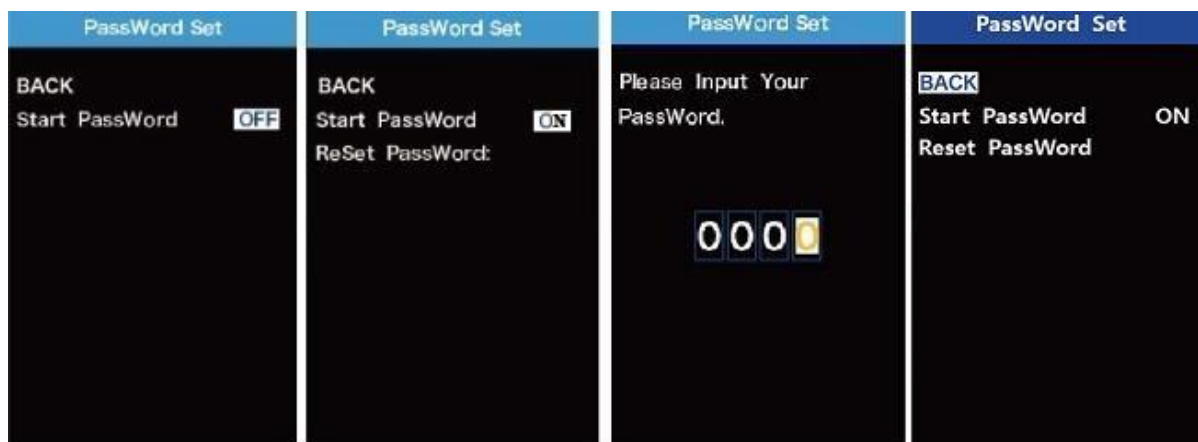 PassWord Set
BACK
Start PassWord OFF
PassWord Set
BACK
Start PassWord ON
ReSet PassWord:
PassWord Set
Please Input Your
PassWord.
0000
PassWord Set
BACK
Start PassWord ON
Reset PassWord